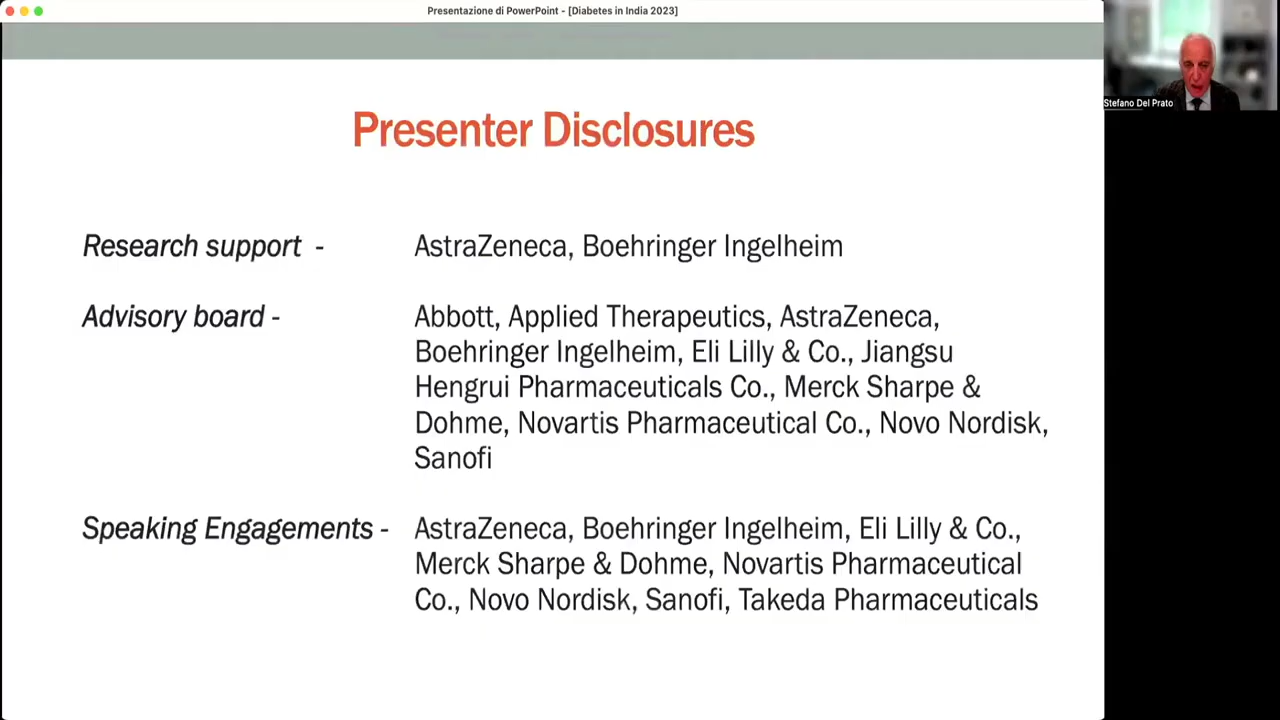 Presentazione di PowerPoint - [Diabetes in India 2023]
Stefano Del Prato
Presenter Disclosures
Research support - AstraZeneca, Boehringer Ingelheim
Advisory board - Abbott, Applied Therapeutics, AstraZeneca,
Boehringer Ingelheim, Eli Lilly & Co., Jiangsu
Hengrui Pharmaceuticals Co., Merck Sharpe &
Dohme, Novartis Pharmaceutical Co., Novo Nordisk,
Sanofi
Speaking Engagements - AstraZeneca, Boehringer Ingelheim, Eli Lilly & Co.,
Merck Sharpe & Dohme, Novartis Pharmaceutical
Co., Novo Nordisk, Sanofi, Takeda Pharmaceuticals